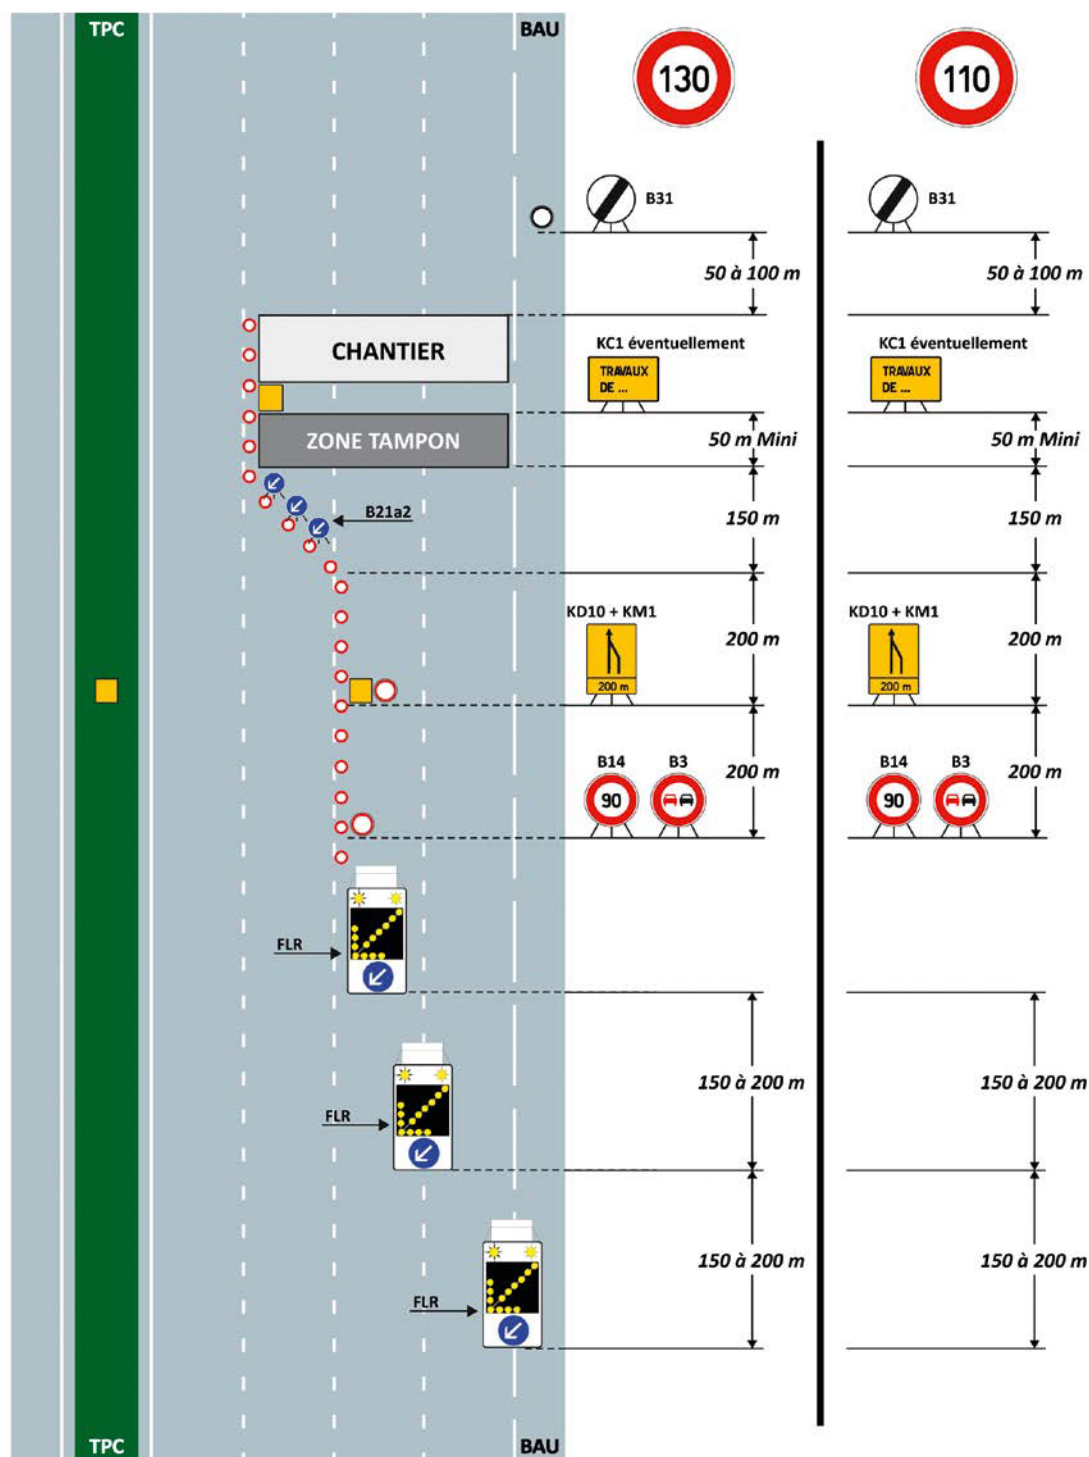 TPC
BAU
130
110
B31
B31
50 à 100 m
50 à 100 m
KC1 éventuellement
KC1 éventuellement
CHANTIER
TRAVAUX
DE ...
TRAVAUX
DE ...
ZONE TAMPON
50 m Mini
50 m Mini
B21a2
150 m
150 m
KD10 + KM1
KD10 + KM1
200 m
200 m
200 m
200 m
B14
B3
B14
B3
200 m
200 m
90
90
FLR
150 à 200 m
150 à 200 m
FLR
150 à 200 m
150 à 200 m
FLR
TPC
BAU